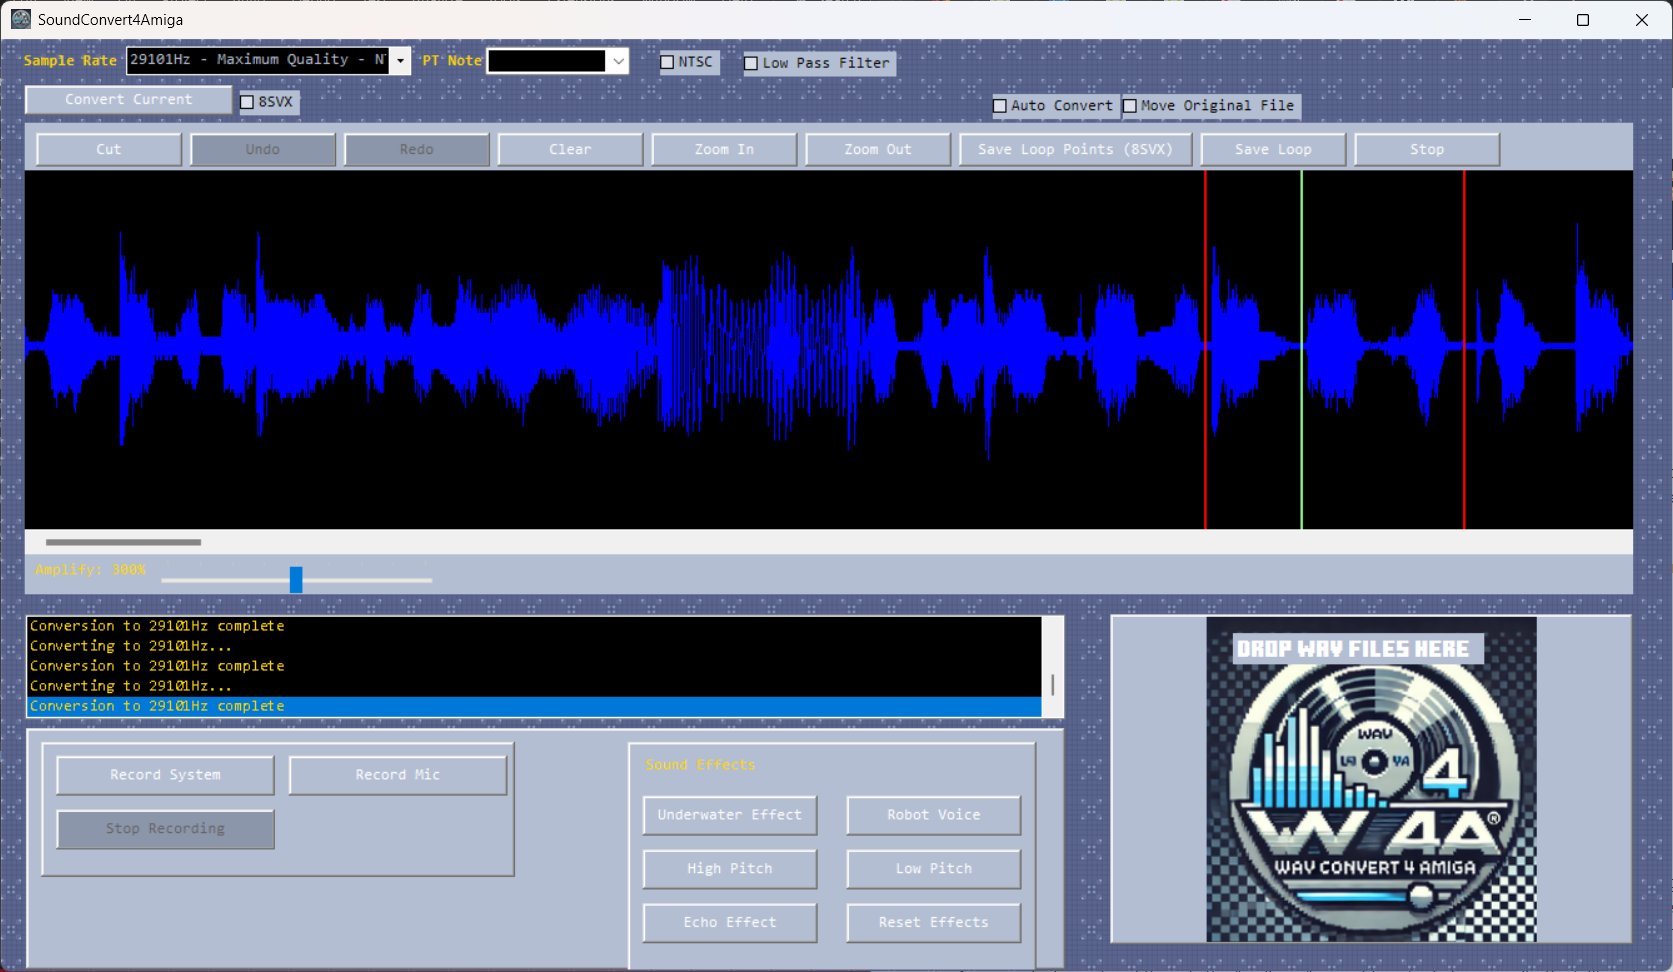 SoundConvert4Amiga
Sample Rate 29101Hz - Maximum Quality - NT PT Note NTSC Low Pass Filter
Convert Current 8SVX Auto Convert Move Original File
Cut Undo Redo Clear Zoom In Zoom Out Save Loop Points (8SVX) Save Loop Stop
Amplify: 300%
Conversion to 29101Hz complete
Converting to 29101Hz...
Conversion to 29101Hz complete
Converting to 29101Hz...
Conversion to 29101Hz complete
Record System Record Mic
Stop Recording
Sound Effects
Underwater Effect Robot Voice
High Pitch Low Pitch
Echo Effect Reset Effects
DROP WAV FILES HERE
WAV
4
W4A®
WAV CONVERT 4 AMIGA